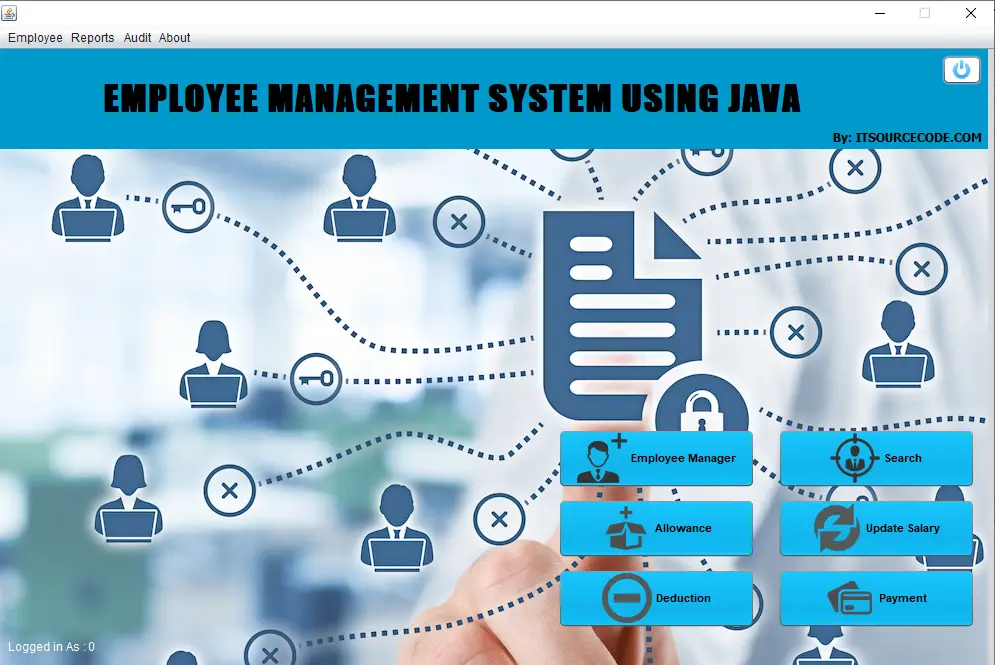 Employee Reports Audit About
EMPLOYEE MANAGEMENT SYSTEM USING JAVA
By: ITSOURCECODE.COM
Employee Manager
Search
Allowance
Update Salary
Deduction
Payment
Logged in As : 0